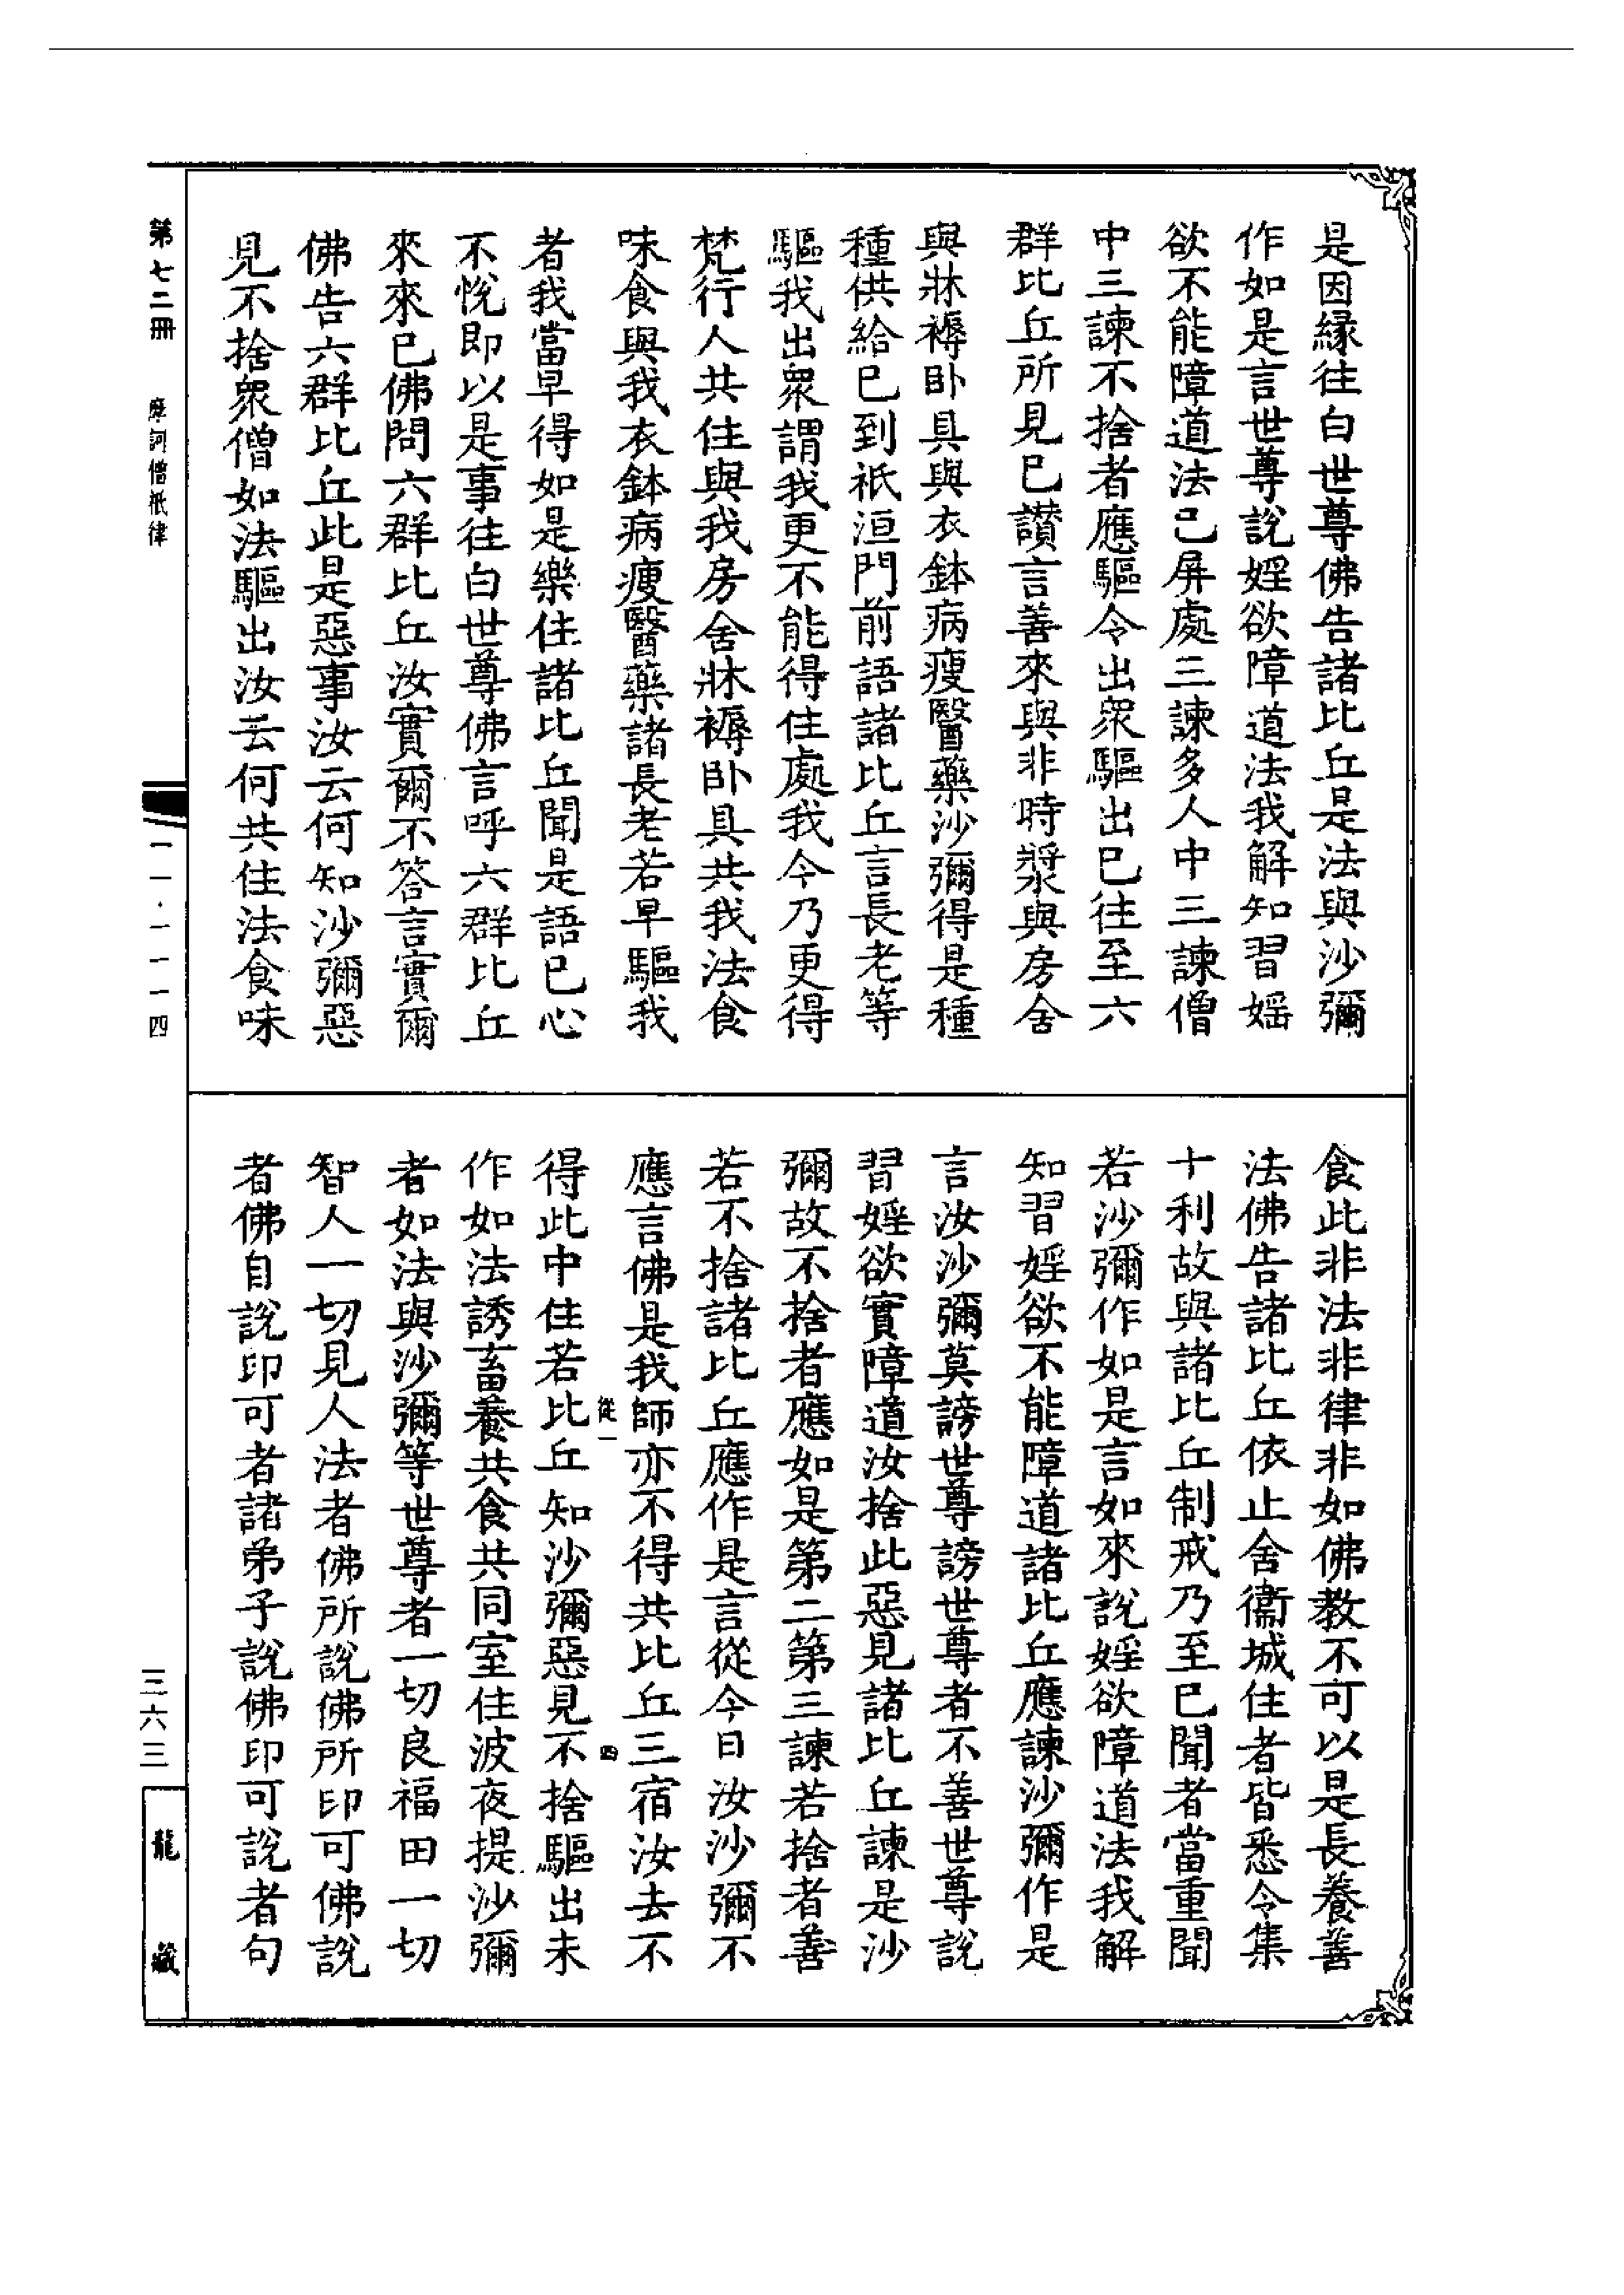 是因緣往白世尊佛告諸比丘是法與沙彌
作如是言世尊說婬欲障道法我解知習婬
欲不能障道法已屏處三諫多人中三諫僧
中三諫不捨者應驅令出眾驅出已往至六
群比丘所見已讚言善來與非時漿與房舍
與牀褥卧具與衣鉢病瘦醫藥沙彌得是種
種供給已到祇洹門前語諸比丘言長老等
驅我出眾謂我更不能得住處我今乃更得
梵行人共住與我房舍牀褥卧具共我法食
味食與我衣鉢病瘦醫藥諸長老若早驅我
者我當早得如是樂住諸比丘聞是語已心
不悅即以是事往白世尊佛言呼六群比丘
來來已佛問六群比丘汝實爾不答言實爾
佛告六群比丘此是惡事汝云何知沙彌惡
見不捨眾僧如法驅出汝云何共住法食味
食此非法非律非如佛教不可以是長養善
法佛告諸比丘依止舍衞城住者皆悉令集
十利故與諸比丘制戒乃至已聞者當重聞
若沙彌作如是言如來說婬欲障道法我解
知習婬欲不能障道諸比丘應諫沙彌作是
言汝沙彌莫謗世尊謗世尊者不善世尊說
習婬欲實障道汝捨此惡見諸比丘諫是沙
彌故不捨者應如是第二第三諫若捨者善
若不捨諸比丘應作是言從今日汝沙彌不
應言佛是我師亦不得共比丘三宿汝去不
從一 四
得此中住若比丘知沙彌惡見不捨驅出未
作如法誘畜養共食共同室住波夜提沙彌
者如法與沙彌等世尊者一切良福田一切
智人一切見人法者佛所說佛所印可佛說
者佛自說印可者諸弟子說佛印可說者句
第七二冊 摩訶僧祇律
一一·一一一四
三六三
龍藏